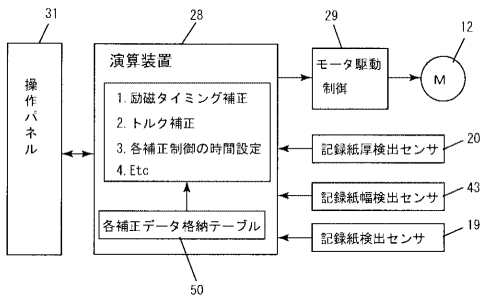 31
28
29
12
操作パネル
演算装置
1. 励磁タイミング補正
2. トルク補正
3. 各補正制御の時間設定
4. Etc
各補正データ格納テーブル
50
モータ駆動
制御
M
記録紙厚検出センサ
20
記録紙幅検出センサ
43
記録紙検出センサ
19